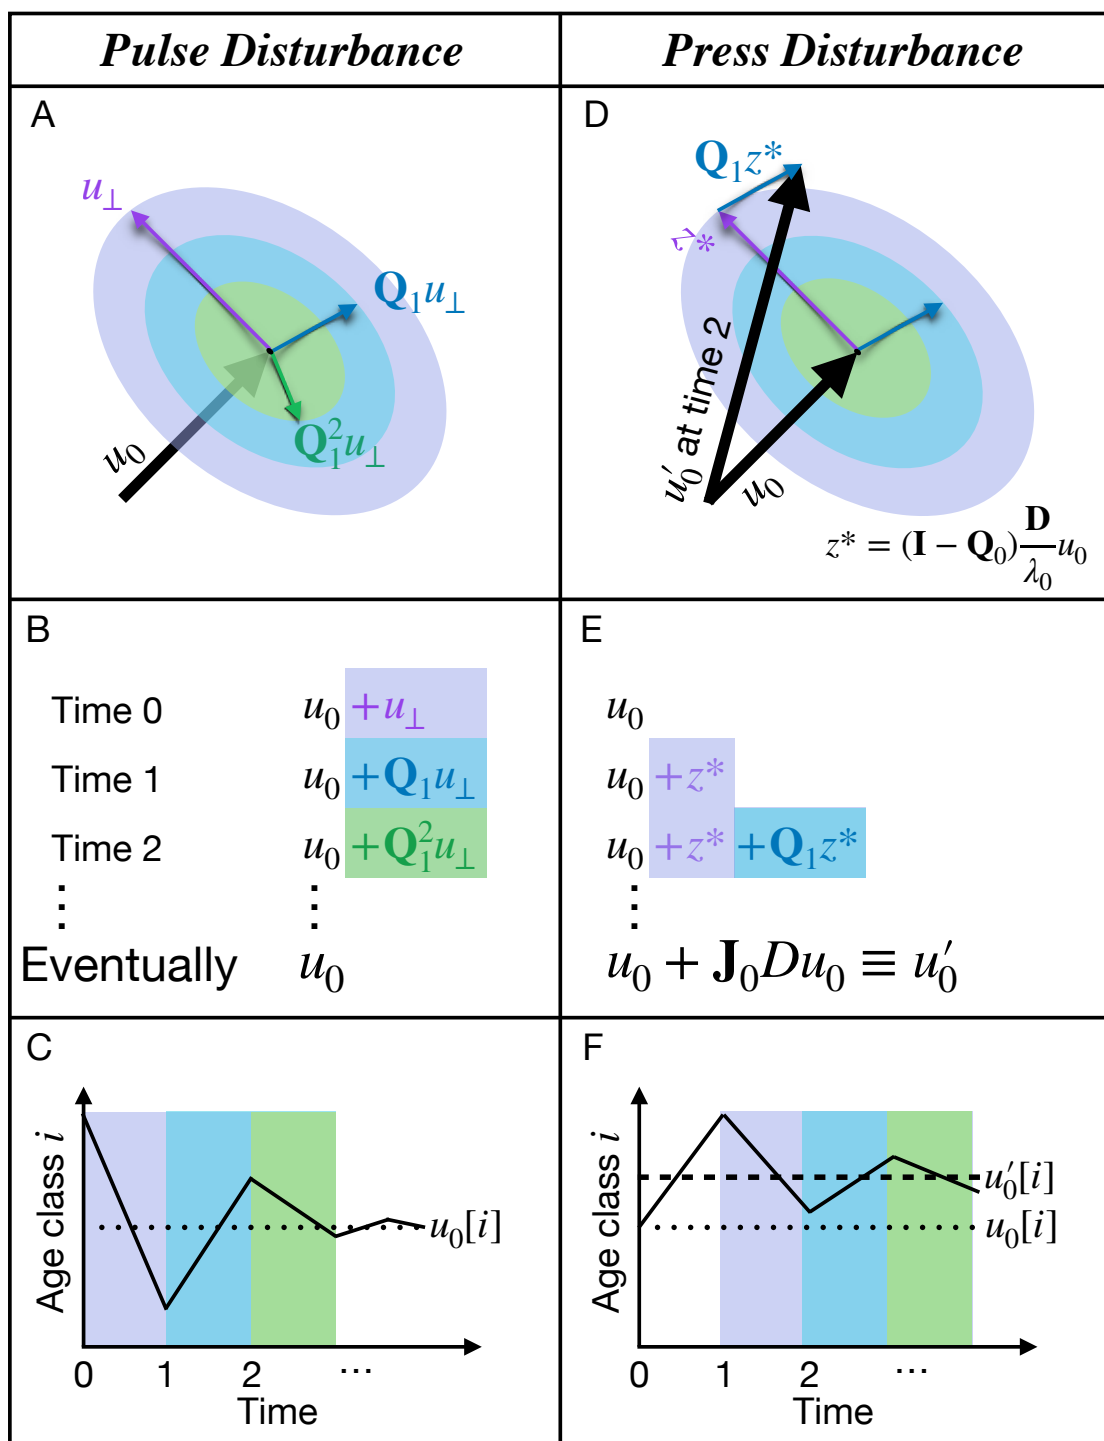 Pulse Disturbance
Press Disturbance
A
u⊥
Q₁u⊥
Q₁²u⊥
u₀
D
Q₁z*
z*
u₀′ at time 2
u₀
z* = (I − Q₀) D/λ₀ u₀
B
Time 0 u₀ + u⊥
Time 1 u₀ + Q₁u⊥
Time 2 u₀ + Q₁²u⊥
⋮ ⋮
Eventually u₀
E
u₀
u₀ + z*
u₀ + z* + Q₁z*
⋮
u₀ + J₀Du₀ ≡ u₀′
C
Age class i
u₀[i]
0 1 2 ...
Time
F
Age class i
u₀′[i]
u₀[i]
0 1 2 ...
Time